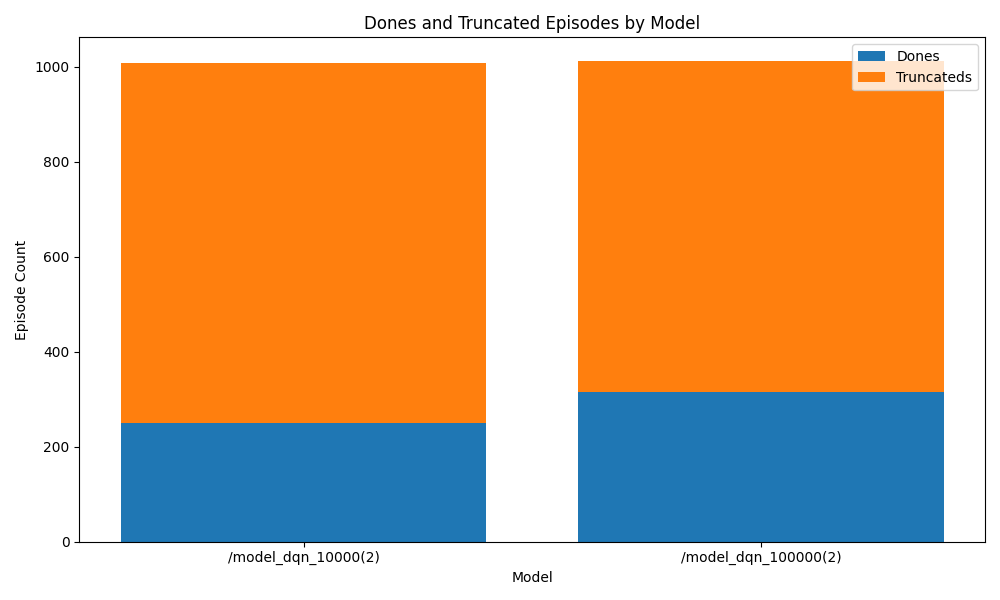 Dones and Truncated Episodes by Model
Dones
Truncateds
Episode Count
1000
800
600
400
200
0
/model_dqn_10000(2)
/model_dqn_100000(2)
Model